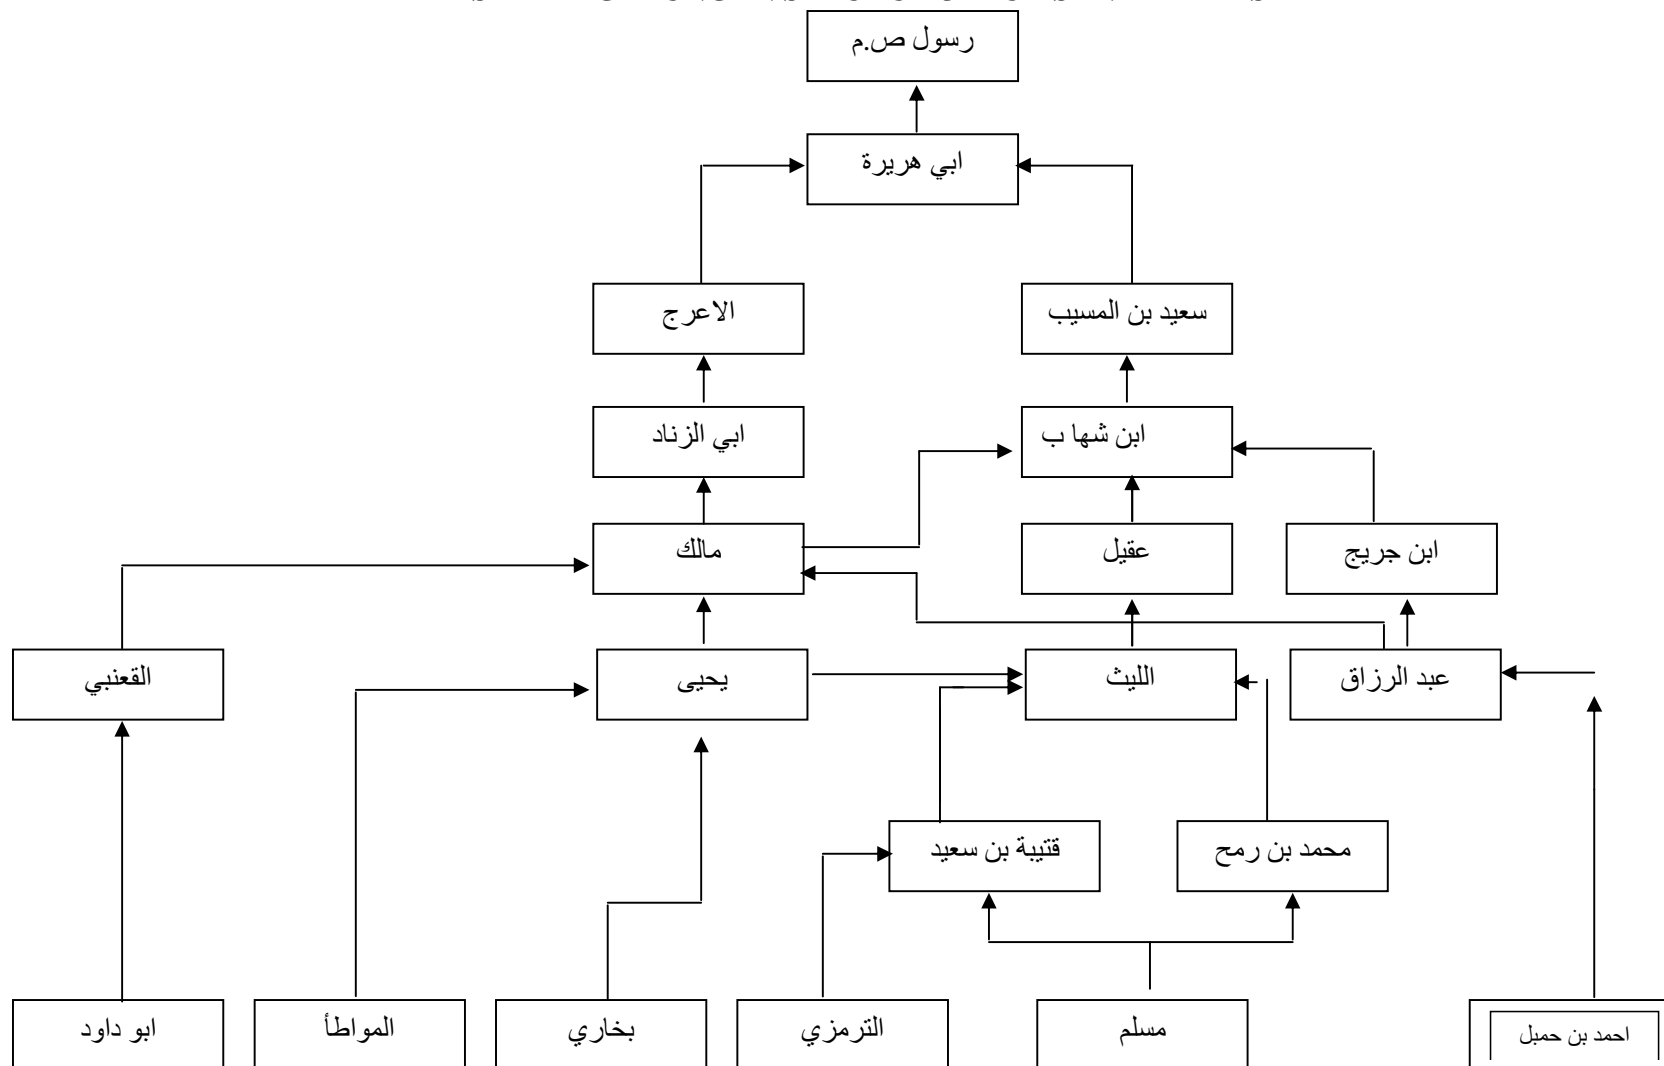 رسول ص.م
ابي هريرة
الاعرج
سعيد بن المسيب
ابي الزناد
ابن شها ب
مالك
عقيل
ابن جريج
القعنبي
يحيى
الليث
عبد الرزاق
قتيبة بن سعيد
محمد بن رمح
ابو داود
المواطأ
بخاري
الترمزي
مسلم
احمد بن حمبل